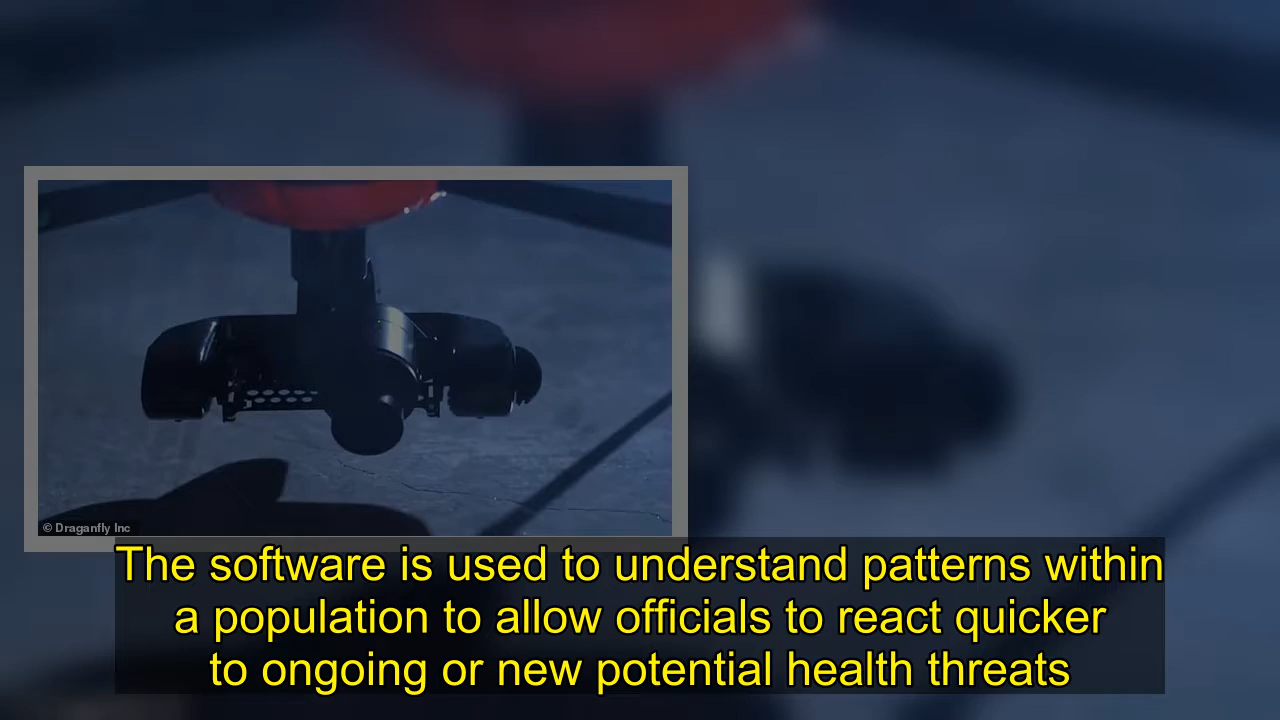 © Draganfly Inc
The software is used to understand patterns within
a population to allow officials to react quicker
to ongoing or new potential health threats